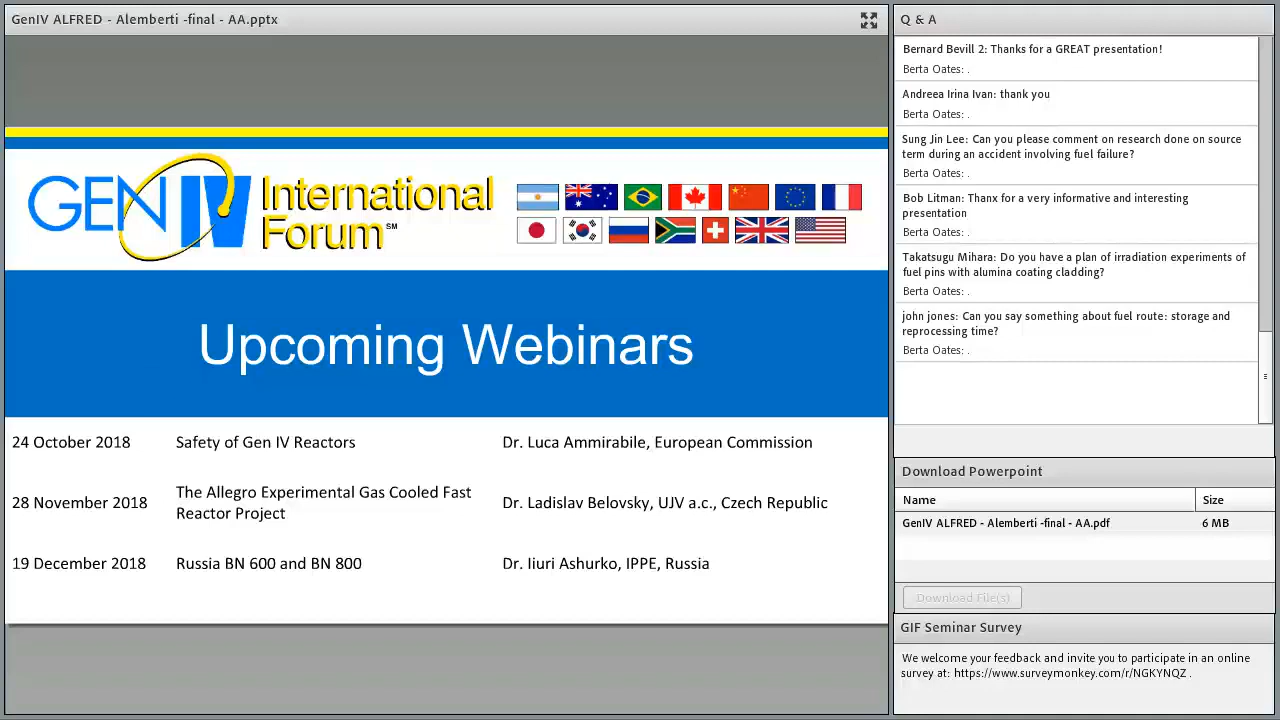 GenIV ALFRED - Alemberti -final - AA.pptx
GEN IV International
Forum SM
Upcoming Webinars
24 October 2018 Safety of Gen IV Reactors Dr. Luca Ammirabile, European Commission
28 November 2018 The Allegro Experimental Gas Cooled Fast
Reactor Project Dr. Ladislav Belovsky, UJV a.c., Czech Republic
19 December 2018 Russia BN 600 and BN 800 Dr. Iiuri Ashurko, IPPE, Russia
Q & A
Bernard Bevill 2: Thanks for a GREAT presentation!
Berta Oates: .
Andreea Irina Ivan: thank you
Berta Oates: .
Sung Jin Lee: Can you please comment on research done on source
term during an accident involving fuel failure?
Berta Oates: .
Bob Litman: Thanx for a very informative and interesting
presentation
Berta Oates: .
Takatsugu Mihara: Do you have a plan of irradiation experiments of
fuel pins with alumina coating cladding?
Berta Oates: .
john jones: Can you say something about fuel route: storage and
reprocessing time?
Berta Oates: .
Download Powerpoint
Name Size
GenIV ALFRED - Alemberti -final - AA.pdf 6 MB
Download File(s)
GIF Seminar Survey
We welcome your feedback and invite you to participate in an online
survey at: https://www.surveymonkey.com/r/NGKYNQZ .